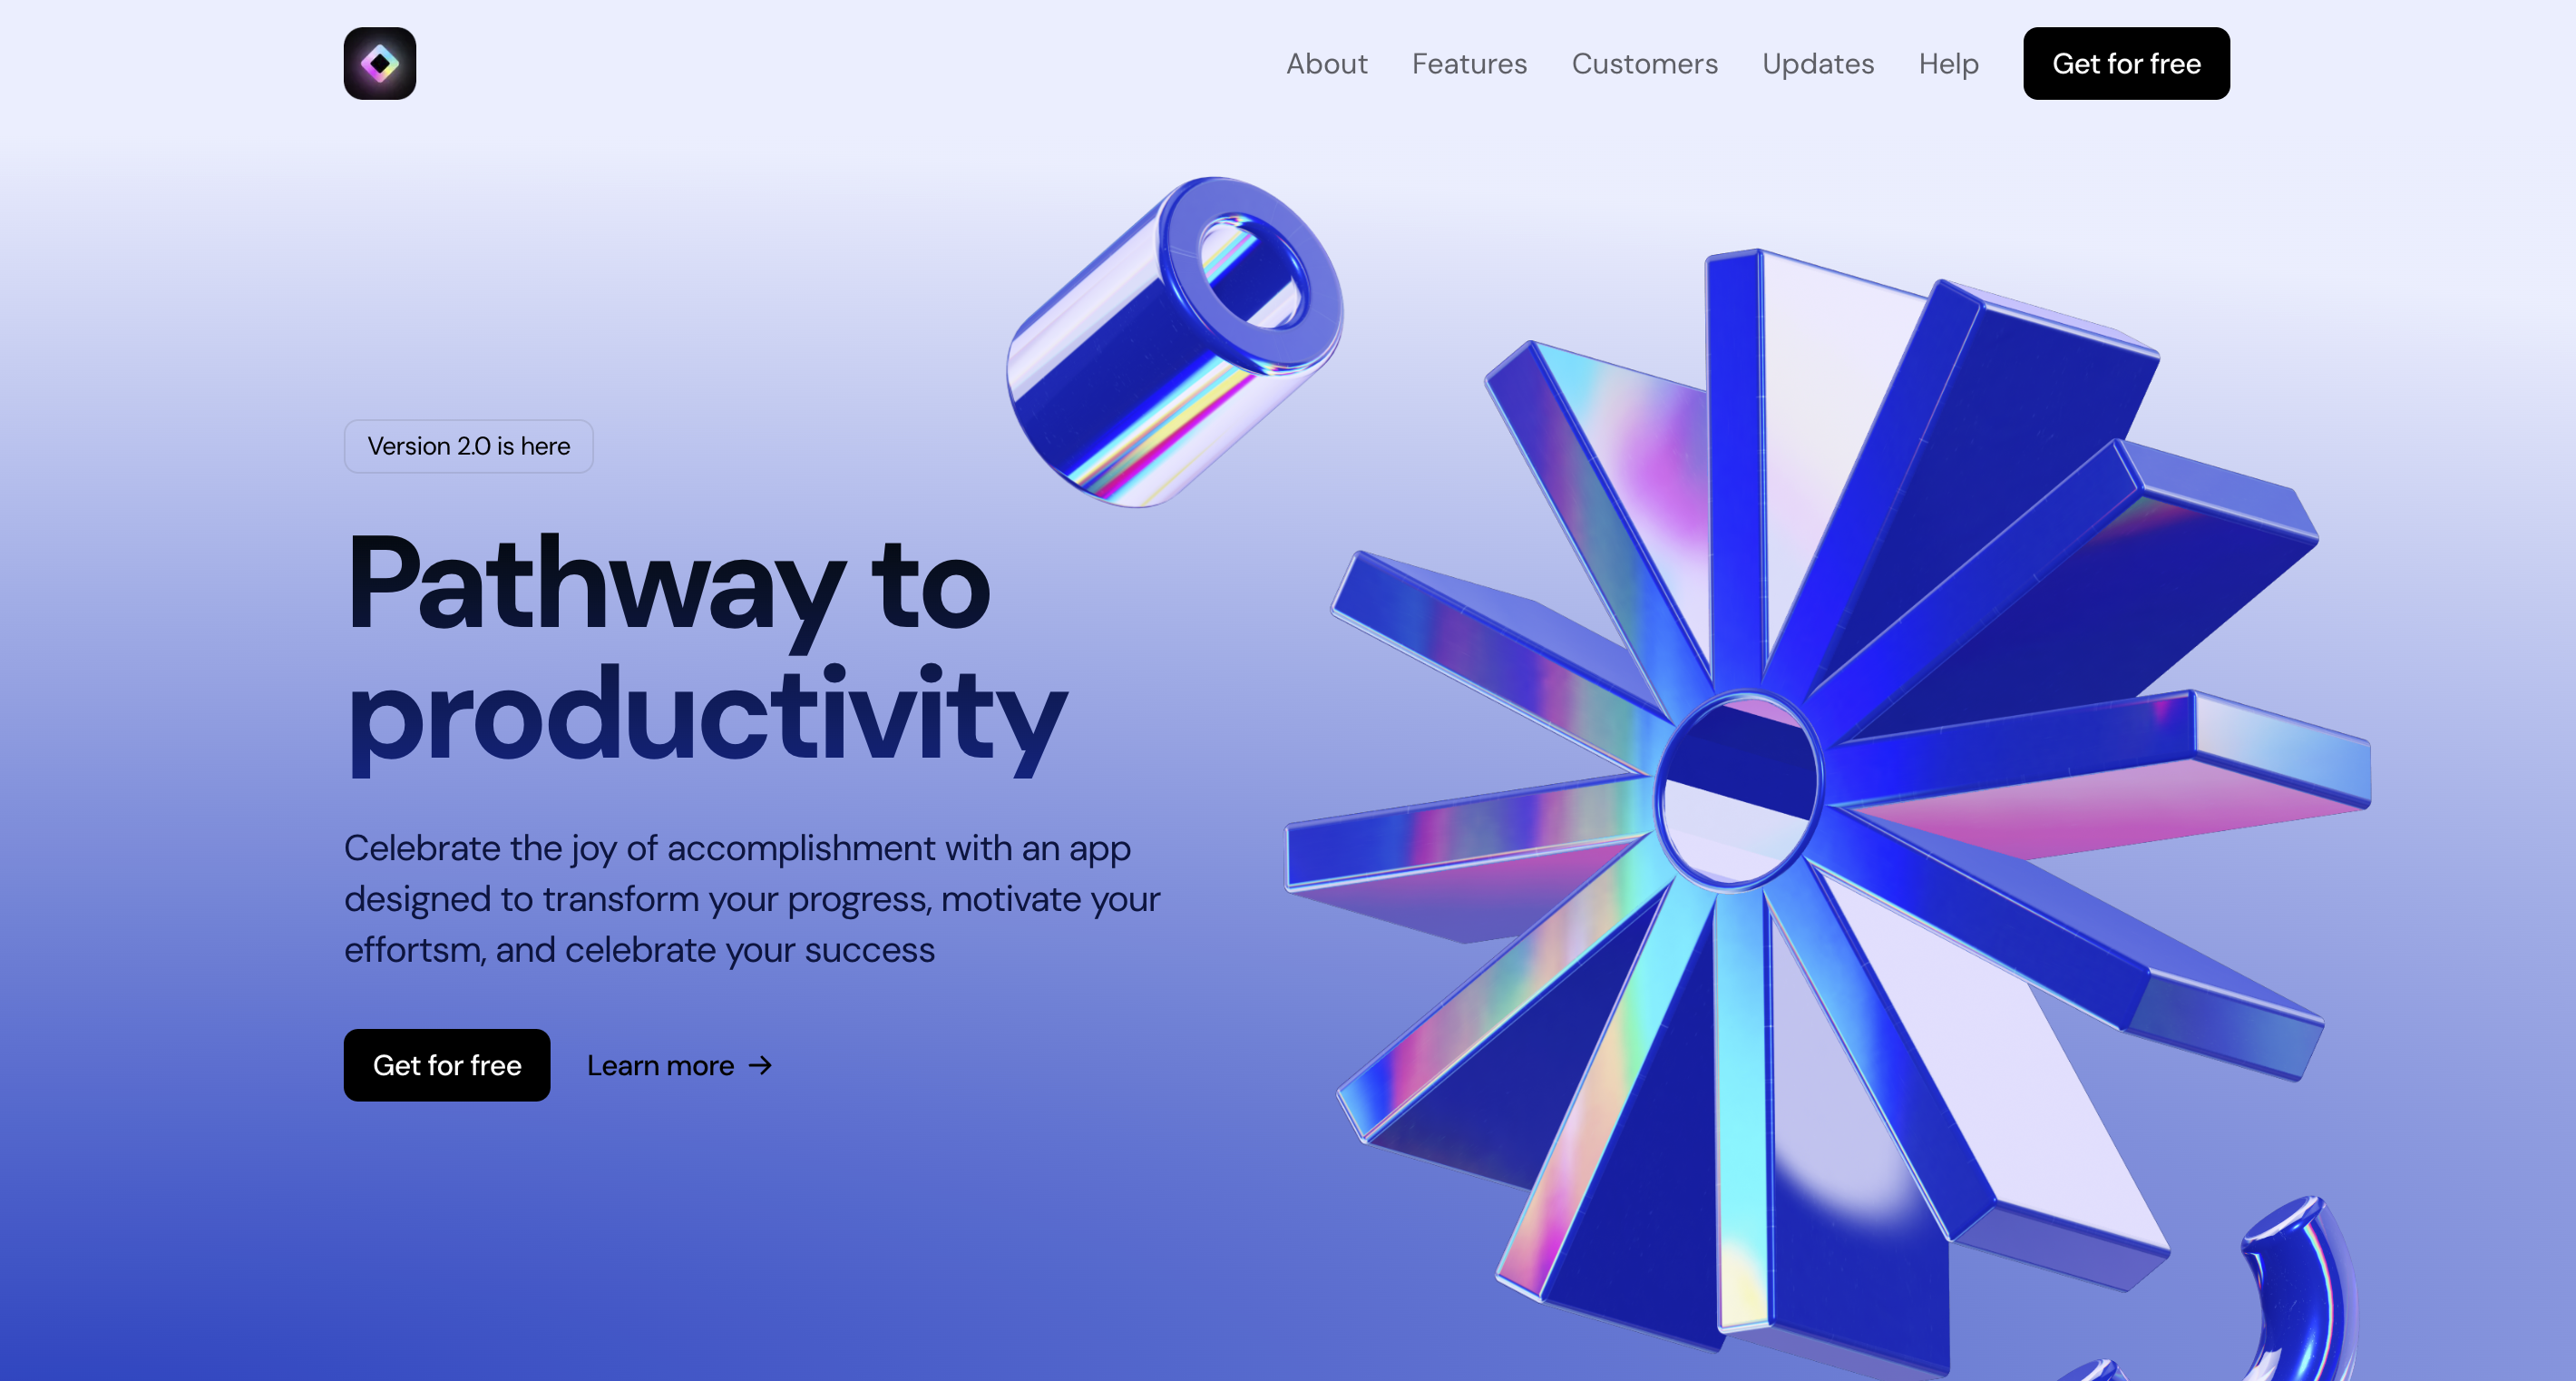 About
Features
Customers
Updates
Help
Get for free
Version 2.0 is here
Pathway to
productivity
Celebrate the joy of accomplishment with an app
designed to transform your progress, motivate your
effortsm, and celebrate your success
Get for free
Learn more →